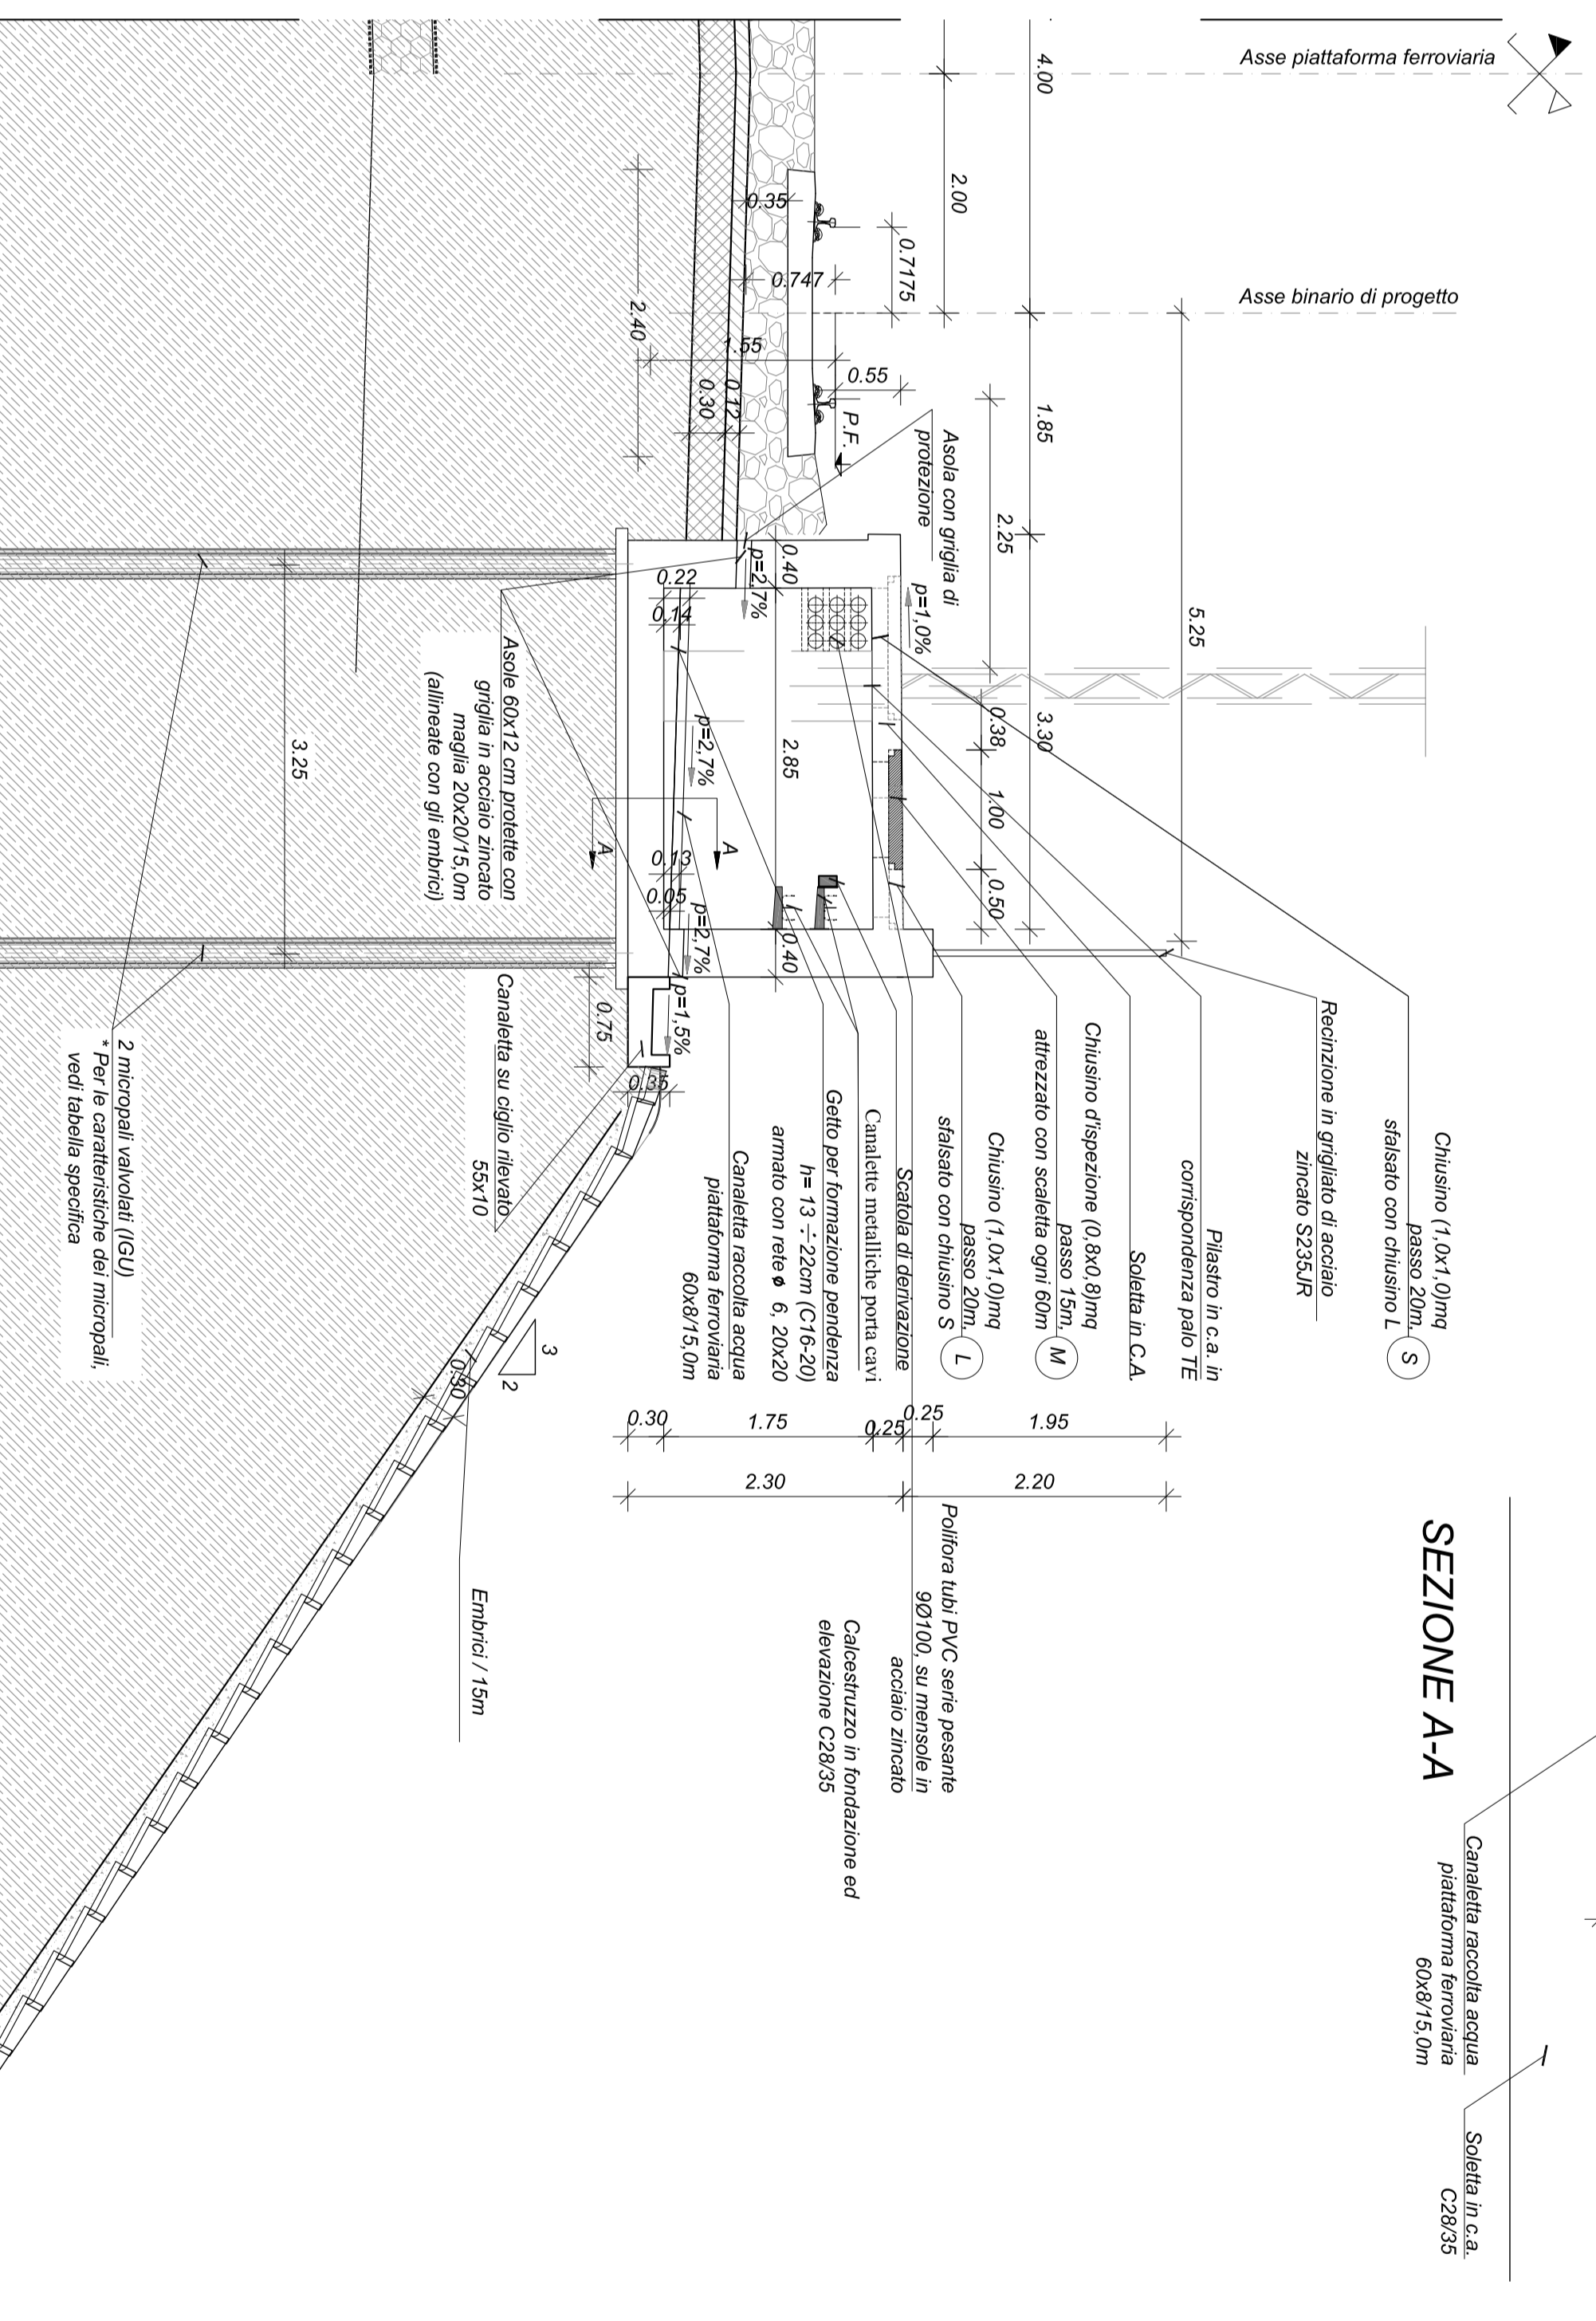 Asse piattaforma ferroviaria
Asse binario di progetto
4.00
2.00
0.7175
0.35
0.747
2.40
1.55
0.55
0.30
0.12
P.F.
1.85
5.25
2.25
3.30
0.38
1.00
0.50
Asola con griglia di
protezione
p=1,0%
0.40
p=2,7%
0.22
0.14
2.85
p=2,7%
A
A
0.13
0.05
p=2,7%
0.40
p=1,5%
0.75
0.35
3.25
Asole 60x12 cm protette con
griglia in acciaio zincato
maglia 20x20/15,0m
(allineate con gli embrici)
Chiusino (1,0x1,0)mq
passo 20m,
sfalsato con chiusino L
S
Recinzione in grigliato di acciaio
zincato S235JR
Pilastro in c.a. in
corrispondenza palo TE
Soletta in C.A.
Chiusino d'ispezione (0,8x0,8)mq
passo 15m,
attrezzato con scaletta ogni 60m
M
Chiusino (1,0x1,0)mq
passo 20m,
sfalsato con chiusino S
L
Scatola di derivazione
Canalette metalliche porta cavi
Getto per formazione pendenza
h= 13 ÷ 22cm (C16-20)
armato con rete ø 6, 20x20
Canaletta raccolta acqua
piattaforma ferroviaria
60x8/15,0m
Canaletta su ciglio rilevato
55x10
2 micropali valvolati (IGU)
* Per le caratteristiche dei micropali,
vedi tabella specifica
3
2
0.30
0.30
1.75
0.25
0.25
1.95
2.30
2.20
Polifora tubi PVC serie pesante
9Ø100, su mensole in
acciaio zincato
Calcestruzzo in fondazione ed
elevazione C28/35
Embrici / 15m
SEZIONE A-A
Canaletta raccolta acqua
piattaforma ferroviaria
60x8/15,0m
Soletta in c.a.
C28/35